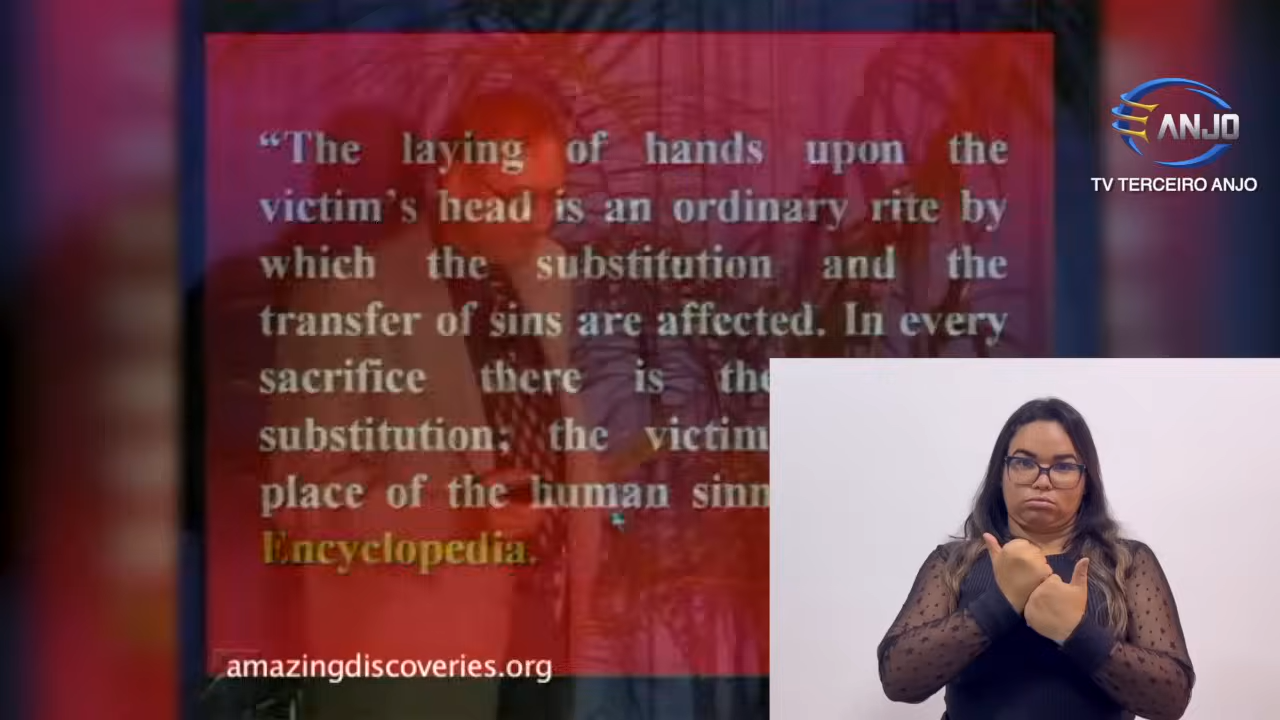 “The laying of hands upon the
victim's head is an ordinary rite by
which the substitution and the
transfer of sins are affected. In every
sacrifice there is the
substitution; the victim
place of the human
Encyclopedia.
amazingdiscoveries.org
ANJO
TV TERCEIRO ANJO